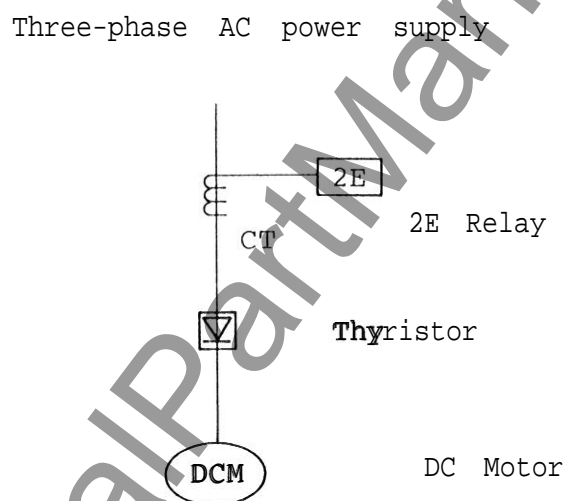 Three-phase AC power supply
2E
2E Relay
CT
Thyristor
DCM
DC Motor